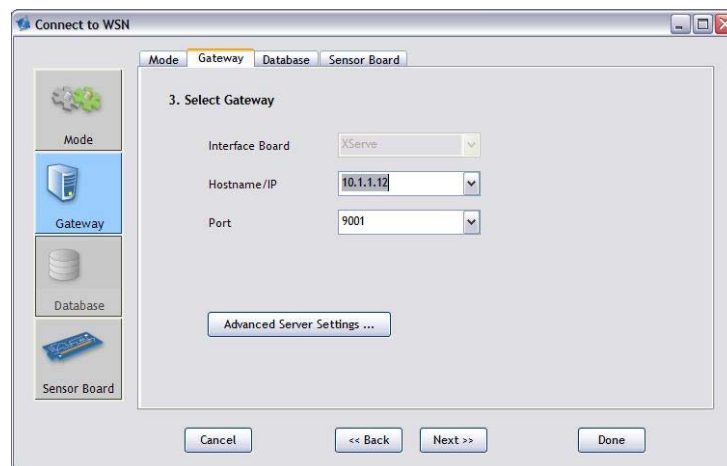 Connect to WSN
Mode Gateway Database Sensor Board
3. Select Gateway
Mode
Interface Board XServe
Hostname/IP 10.1.1.12
Gateway
Port 9001
Database
Advanced Server Settings ...
Sensor Board
Cancel << Back Next >> Done